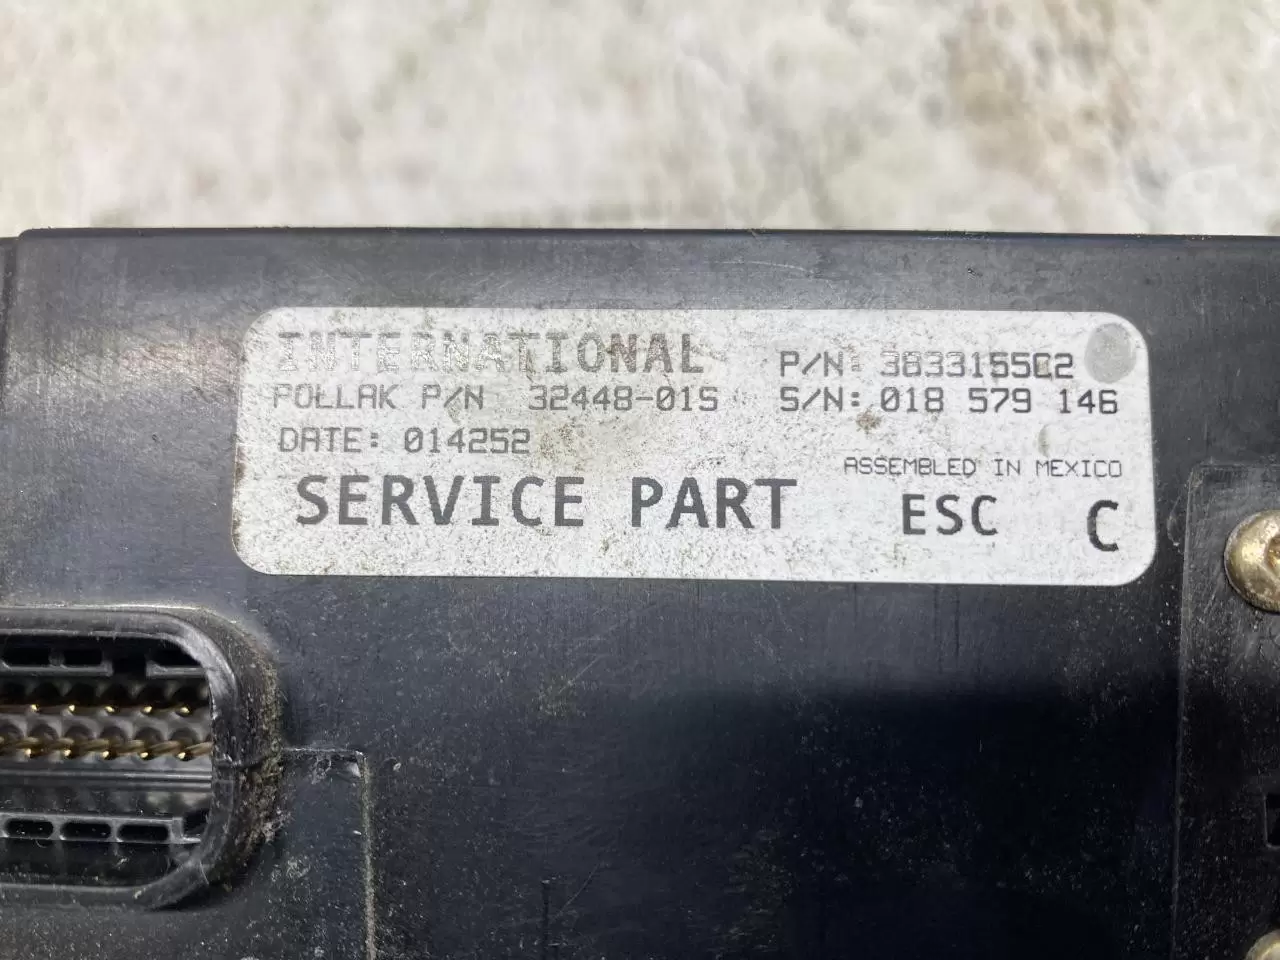 INTERNATIONAL
P/N: 3833155C2
POLLAK P/N 32448-01S
S/N: 018 579 146
DATE: 014252
ASSEMBLED IN MEXICO
SERVICE PART
ESC C